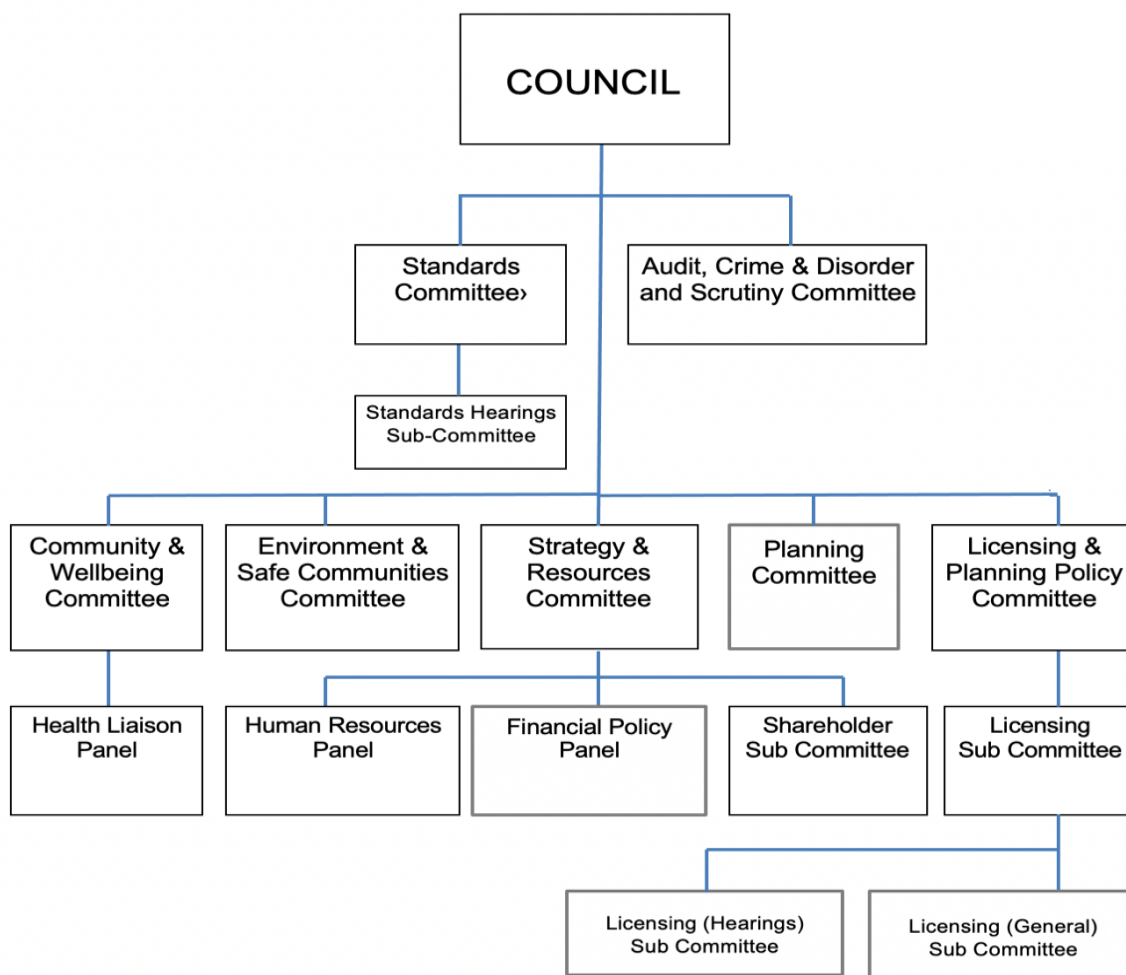 COUNCIL
Standards
Committee›
Audit, Crime & Disorder
and Scrutiny Committee
Standards Hearings
Sub-Committee
Community &
Wellbeing
Committee
Environment &
Safe Communities
Committee
Strategy &
Resources
Committee
Planning
Committee
Licensing &
Planning Policy
Committee
Health Liaison
Panel
Human Resources
Panel
Financial Policy
Panel
Shareholder
Sub Committee
Licensing
Sub Committee
Licensing (Hearings)
Sub Committee
Licensing (General)
Sub Committee